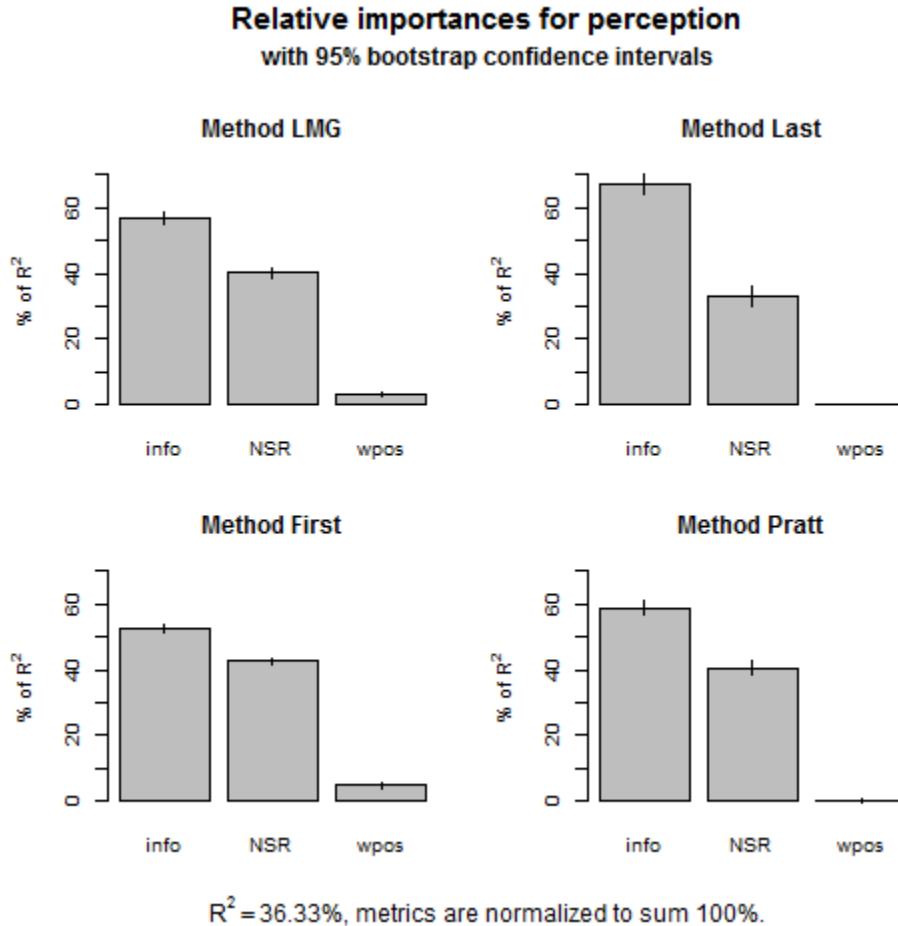 Relative importances for perception
with 95% bootstrap confidence intervals
Method LMG
% of R²
0 20 40 60
info NSR wpos
Method Last
% of R²
0 20 40 60
info NSR wpos
Method First
% of R²
0 20 40 60
info NSR wpos
Method Pratt
% of R²
0 20 40 60
info NSR wpos
R² = 36.33%, metrics are normalized to sum 100%.